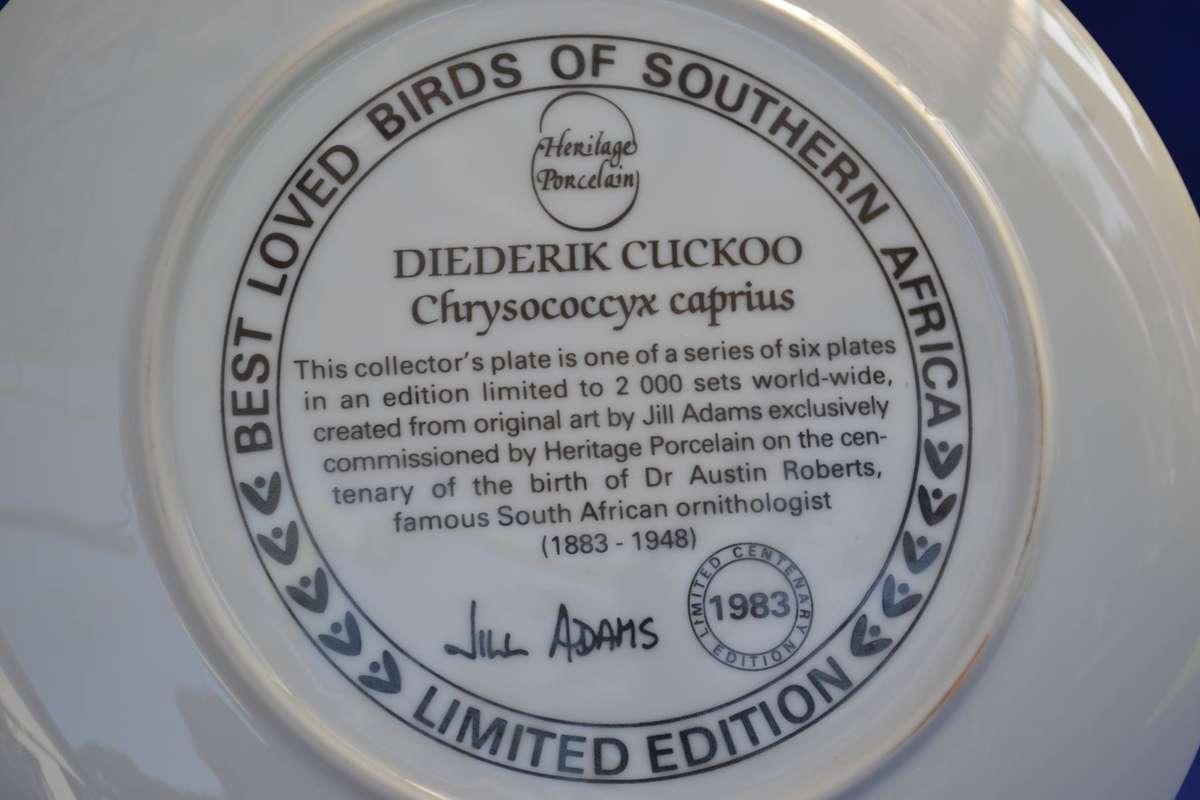 BEST LOVED BIRDS OF SOUTHERN AFRICA
Heritage
Porcelain
DIEDERIK CUCKOO
Chrysococcyx caprius
This collector's plate is one of a series of six plates
in an edition limited to 2 000 sets world-wide,
created from original art by Jill Adams exclusively
commissioned by Heritage Porcelain on the cen-
tenary of the birth of Dr Austin Roberts,
famous South African ornithologist
(1883 - 1948)
JILL ADAMS
LIMITED CENTENARY EDITION
1983
LIMITED EDITION